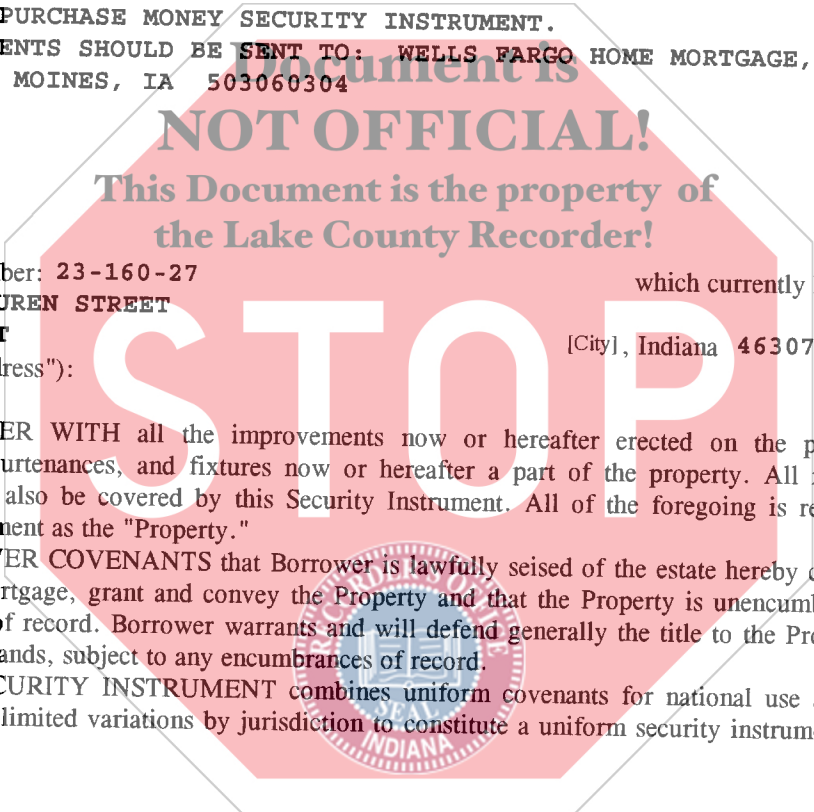 PURCHASE MONEY SECURITY INSTRUMENT.
ENTS SHOULD BE SENT TO: WELLS FARGO HOME MORTGAGE,
MOINES, IA 503060304
Document is
NOT OFFICIAL!
This Document is the property of
the Lake County Recorder!
ber: 23-160-27 which currently
UREN STREET
T [City], Indiana 46307
ress"):
STOP
ER WITH all the improvements now or hereafter erected on the p
urtenances, and fixtures now or hereafter a part of the property. All
also be covered by this Security Instrument. All of the foregoing is re
ment as the "Property."
ER COVENANTS that Borrower is lawfully seised of the estate hereby
rtgage, grant and convey the Property and that the Property is unencumb
of record. Borrower warrants and will defend generally the title to the Pro
ands, subject to any encumbrances of record.
CURITY INSTRUMENT combines uniform covenants for national use
limited variations by jurisdiction to constitute a uniform security instrum
RECORDER'S OFFICE
SEAL
INDIANA